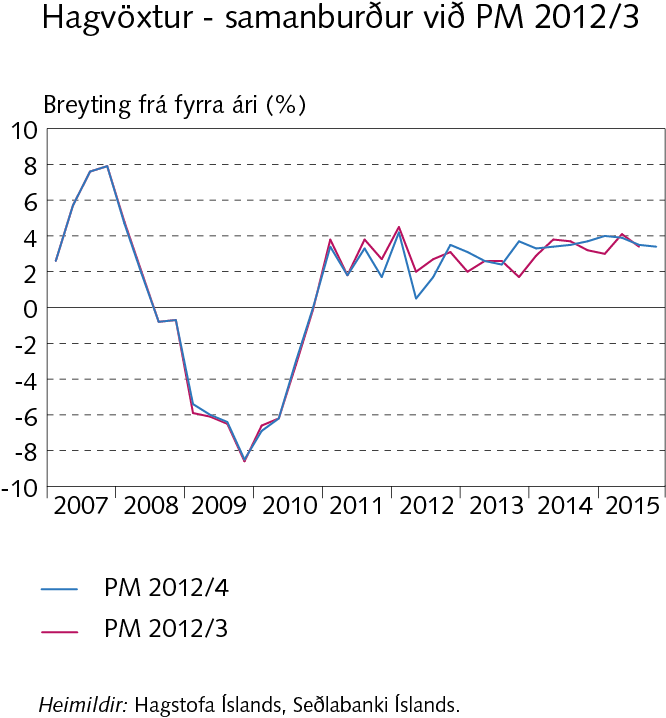 Hagvöxtur - samanburður við PM 2012/3
Breyting frá fyrra ári (%)
10
8
6
4
2
0
-2
-4
-6
-8
-10
2007 2008 2009 2010 2011 2012 2013 2014 2015
PM 2012/4
PM 2012/3
Heimildir: Hagstofa Íslands, Seðlabanki Íslands.